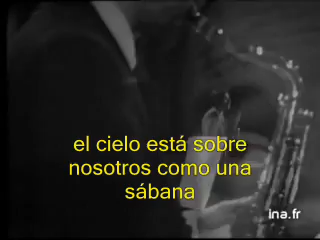 el cielo está sobre
nosotros como una
sábana
ina.fr